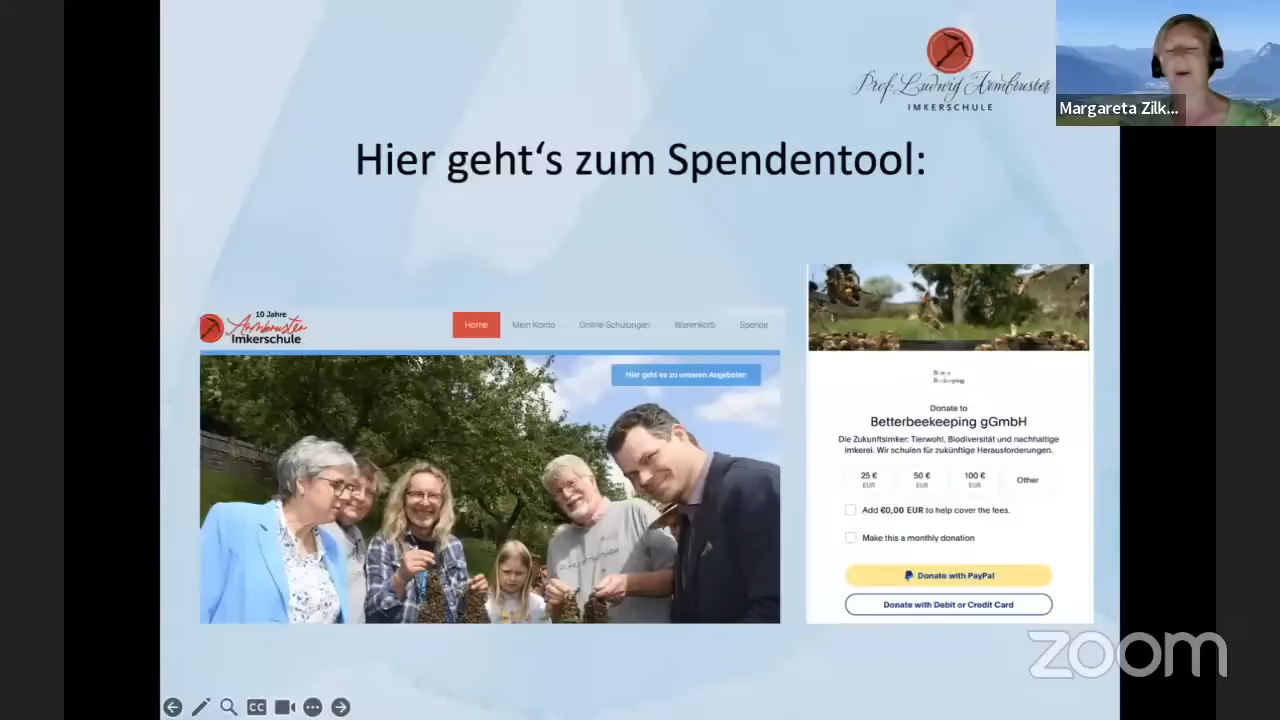 Prof. Ludwig Armbruster
IMKERSCHULE
Margareta Zilk...
Hier geht‘s zum Spendentool:
10 Jahre
Armbruster
Imkerschule
Home
Mein Konto
Online-Schulungen
Warenkorb
Spende
Hier geht es zu unseren Angeboten
Better
Beekeeping
Donate to
Betterbeekeeping gGmbH
Die Zukunftsimker: Tierwohl, Biodiversität und nachhaltige
Imkerei. Wir schulen für zukünftige Herausforderungen.
25 € 50 € 100 € Other
EUR EUR EUR
Add €0,00 EUR to help cover the fees.
Make this a monthly donation
Donate with PayPal
Donate with Debit or Credit Card
zoom
CC